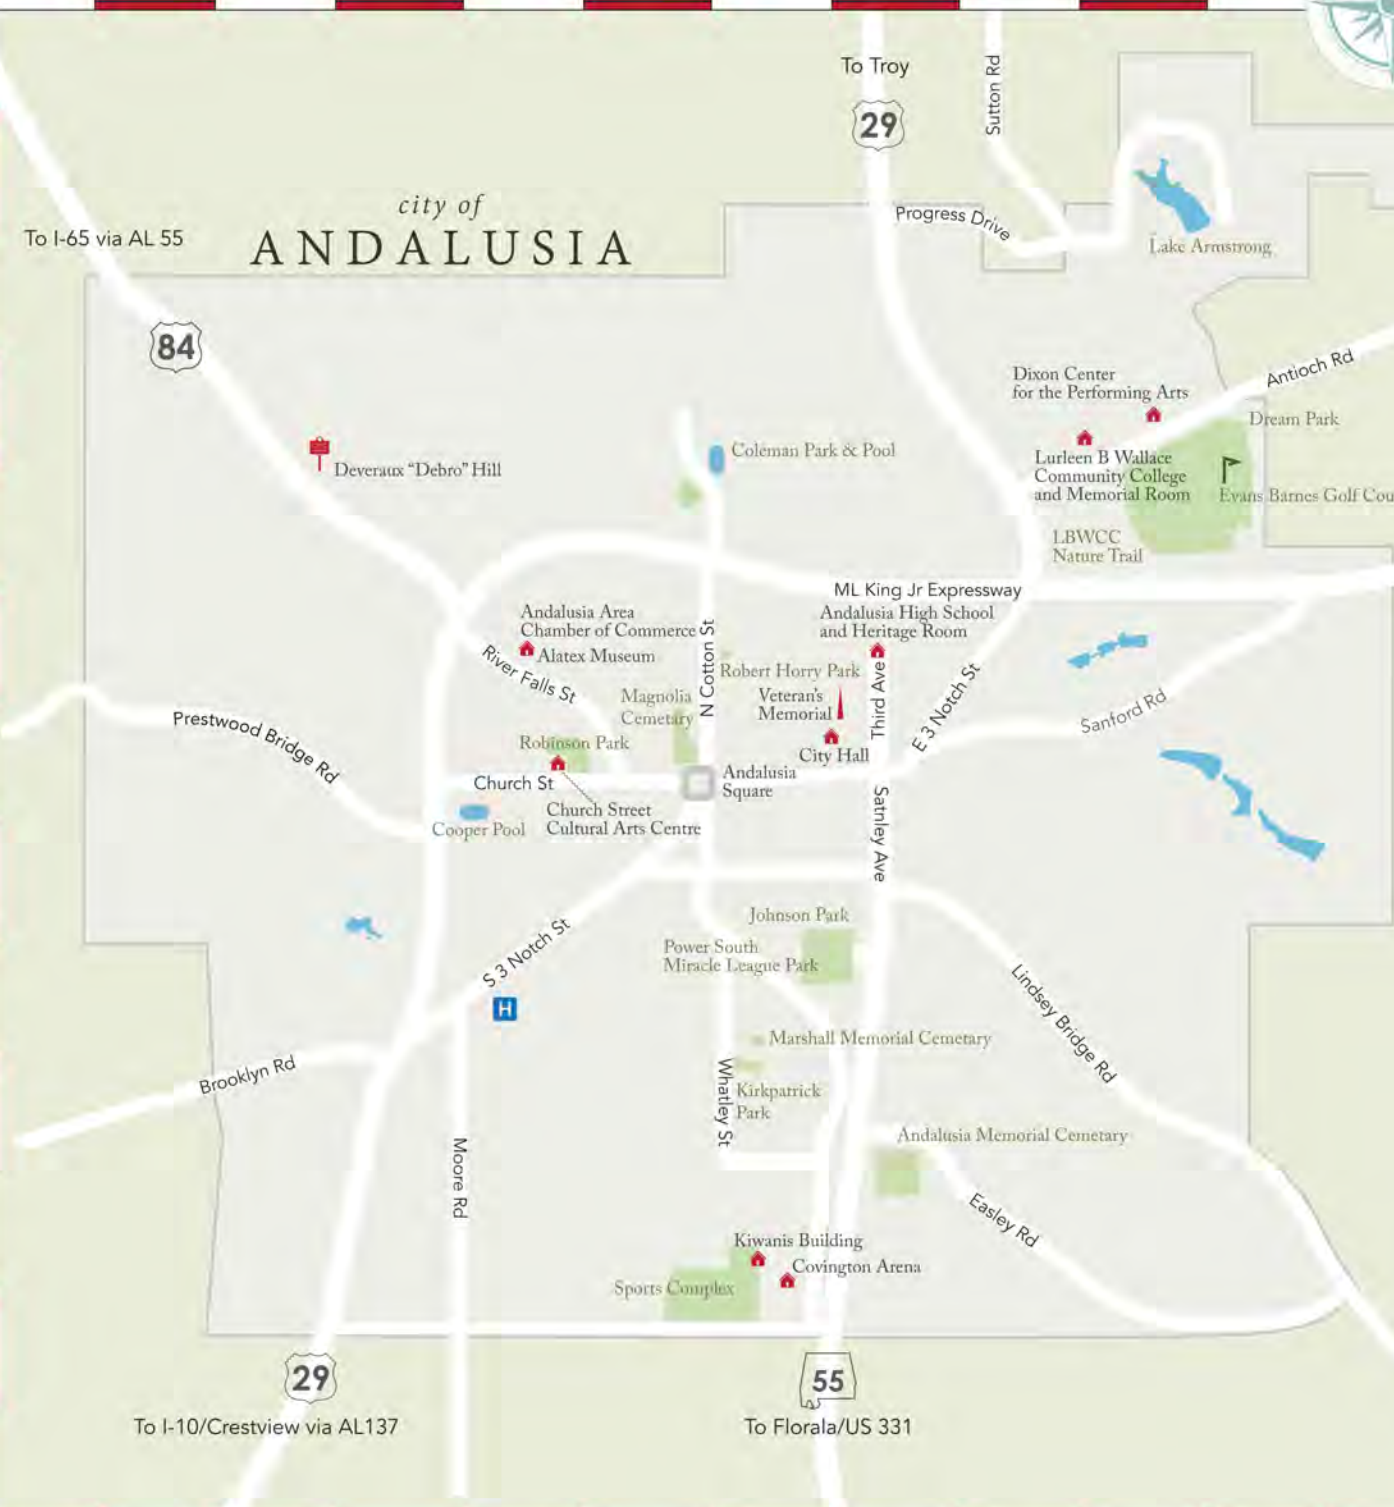 To Troy
29
Sutton Rd
city of
ANDALUSIA
Progress Drive
To I-65 via AL 55
Lake Armstrong
84
Antioch Rd
Dixon Center
for the Performing Arts
Dream Park
Deveraux “Debro” Hill
Coleman Park & Pool
Lurleen B Wallace
Community College
and Memorial Room
Evans Barnes Golf Cou
LBWCC
Nature Trail
ML King Jr Expressway
Andalusia Area
Chamber of Commerce
Alatex Museum
N Cotton St
Andalusia High School
and Heritage Room
River Falls St
Robert Horry Park
Third Ave
E 3 Notch St
Magnolia
Cemetary
Veteran's
Memorial
Sanford Rd
Prestwood Bridge Rd
Robinson Park
City Hall
Church St
Andalusia
Square
Church Street
Cultural Arts Centre
Cooper Pool
Satnley Ave
Johnson Park
S 3 Notch St
Power South
Miracle League Park
Lindsey Bridge Rd
H
Marshall Memorial Cemetary
Brooklyn Rd
Whatley St
Kirkpatrick
Park
Andalusia Memorial Cemetary
Moore Rd
Easley Rd
Kiwanis Building
Covington Arena
Sports Complex
29
55
To I-10/Crestview via AL137
To Florala/US 331